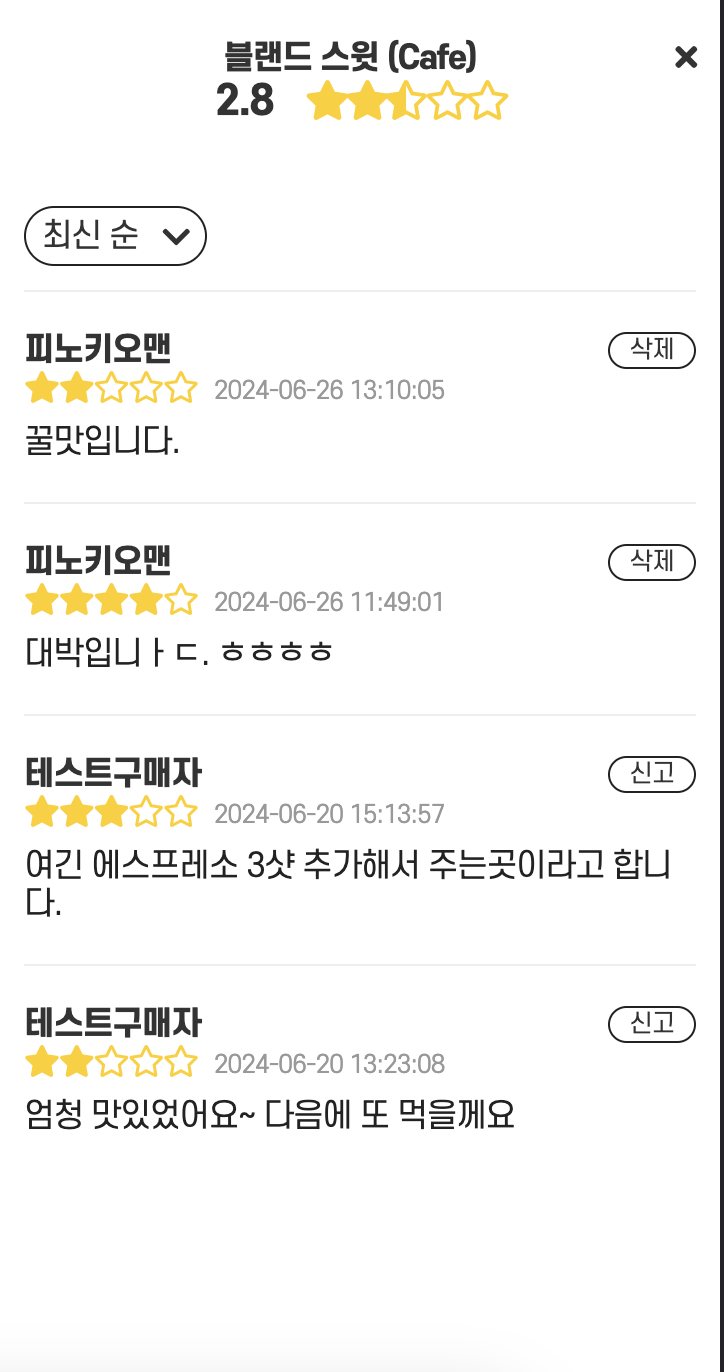 블랜드 스윗 (Cafe)
2.8
최신 순
피노키오맨
삭제
2024-06-26 13:10:05
꿀맛입니다.
피노키오맨
삭제
2024-06-26 11:49:01
대박입니ㅏㄷ. ㅎㅎㅎㅎ
테스트구매자
신고
2024-06-20 15:13:57
여긴 에스프레소 3샷 추가해서 주는곳이라고 합니
다.
테스트구매자
신고
2024-06-20 13:23:08
엄청 맛있었어요~ 다음에 또 먹을께요